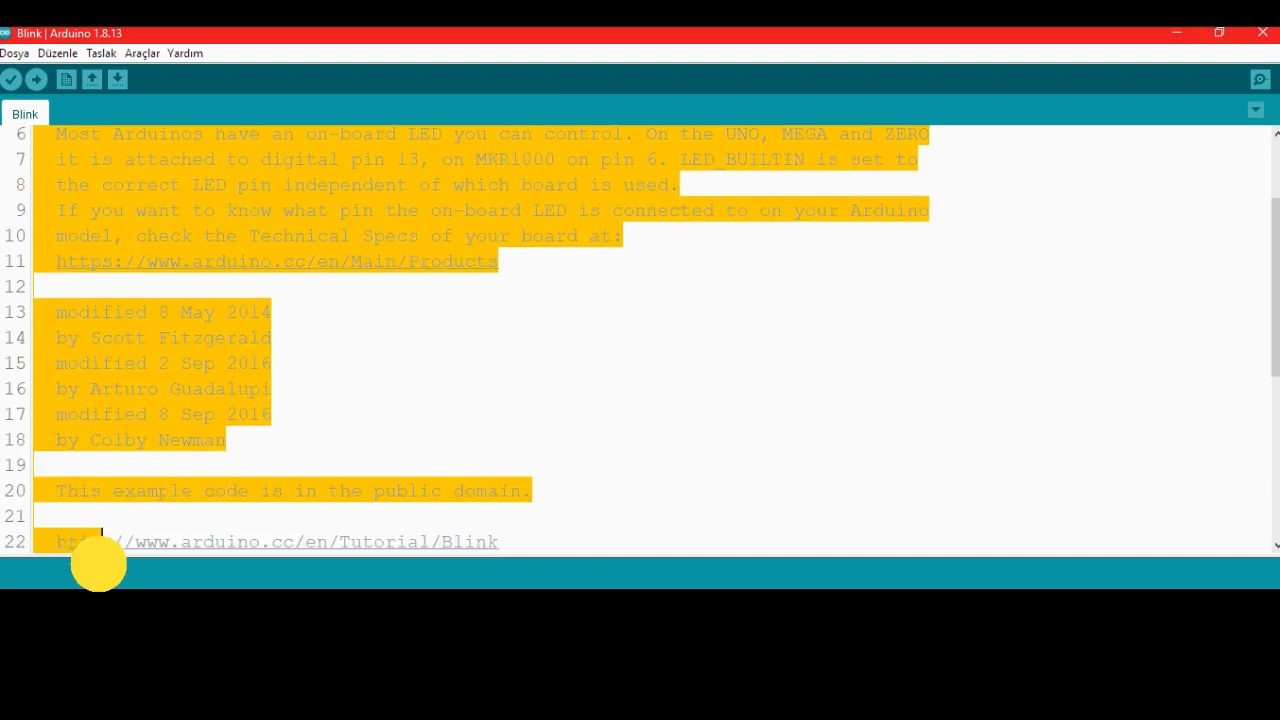 Blink | Arduino 1.8.13
Dosya Düzenle Taslak Araçlar Yardım
Blink
6 Most Arduinos have an on-board LED you can control. On the UNO, MEGA and ZERO
7 it is attached to digital pin 13, on MKR1000 on pin 6. LED_BUILTIN is set to
8 the correct LED pin independent of which board is used.
9 If you want to know what pin the on-board LED is connected to on your Arduino
10 model, check the Technical Specs of your board at:
11 https://www.arduino.cc/en/Main/Products
12
13 modified 8 May 2014
14 by Scott Fitzgerald
15 modified 2 Sep 2016
16 by Arturo Guadalupi
17 modified 8 Sep 2016
18 by Colby Newman
19
20 This example code is in the public domain.
21
22 http://www.arduino.cc/en/Tutorial/Blink